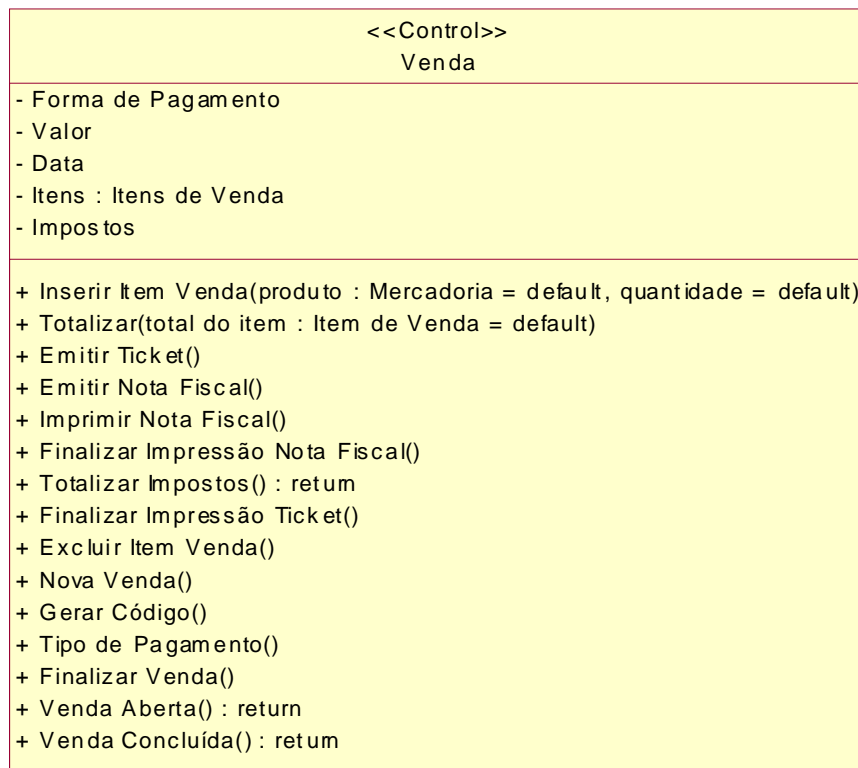 <<Control>>
Venda
- Forma de Pagamento
- Valor
- Data
- Itens : Itens de Venda
- Impostos
+ Inserir Item Venda(produto : Mercadoria = default, quantidade = default)
+ Totalizar(total do item : Item de Venda = default)
+ Emitir Ticket()
+ Emitir Nota Fiscal()
+ Imprimir Nota Fiscal()
+ Finalizar Impressão Nota Fiscal()
+ Totalizar Impostos() : return
+ Finalizar Impressão Ticket()
+ Excluir Item Venda()
+ Nova Venda()
+ Gerar Código()
+ Tipo de Pagamento()
+ Finalizar Venda()
+ Venda Aberta() : return
+ Venda Concluída() : return